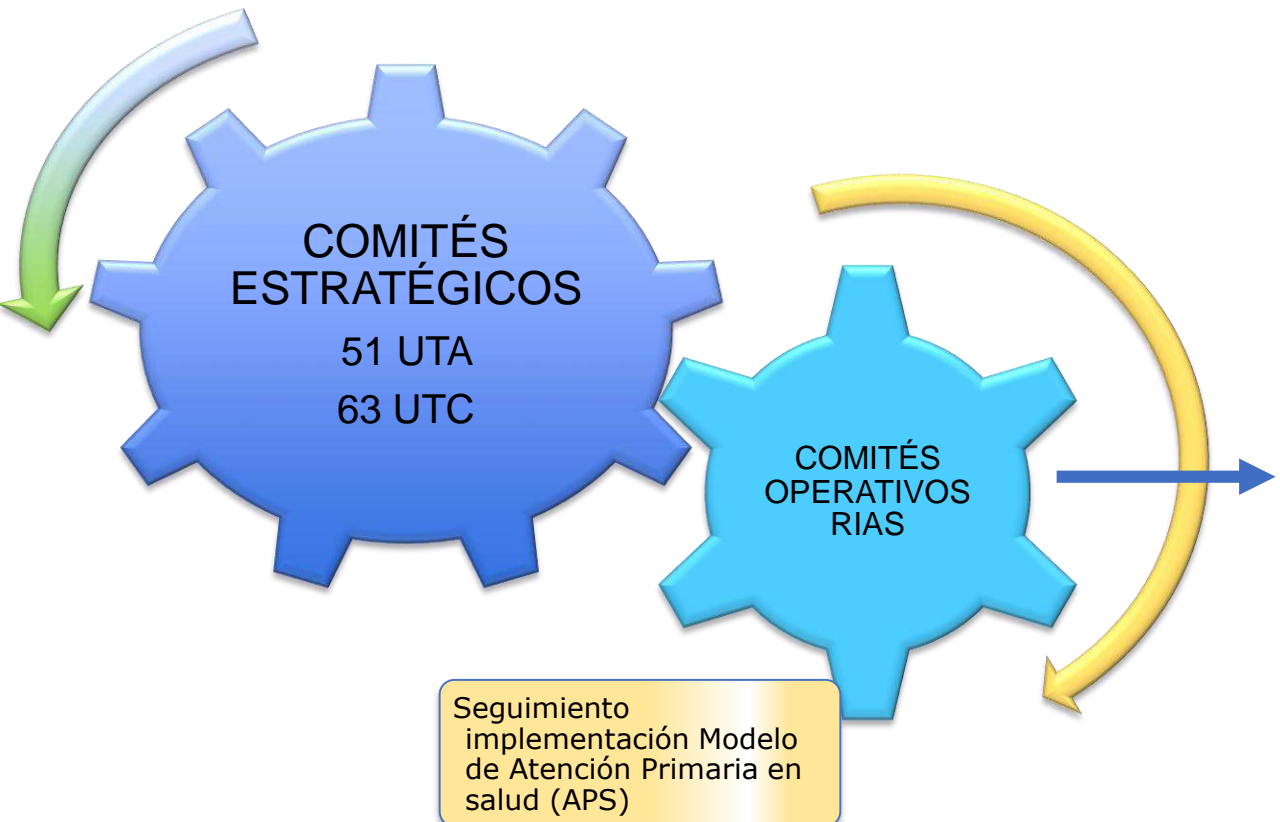 COMITÉS
ESTRATÉGICOS
51 UTA
63 UTC
COMITÉS
OPERATIVOS
RIAS
Seguimiento
implementación Modelo
de Atención Primaria en
salud (APS)